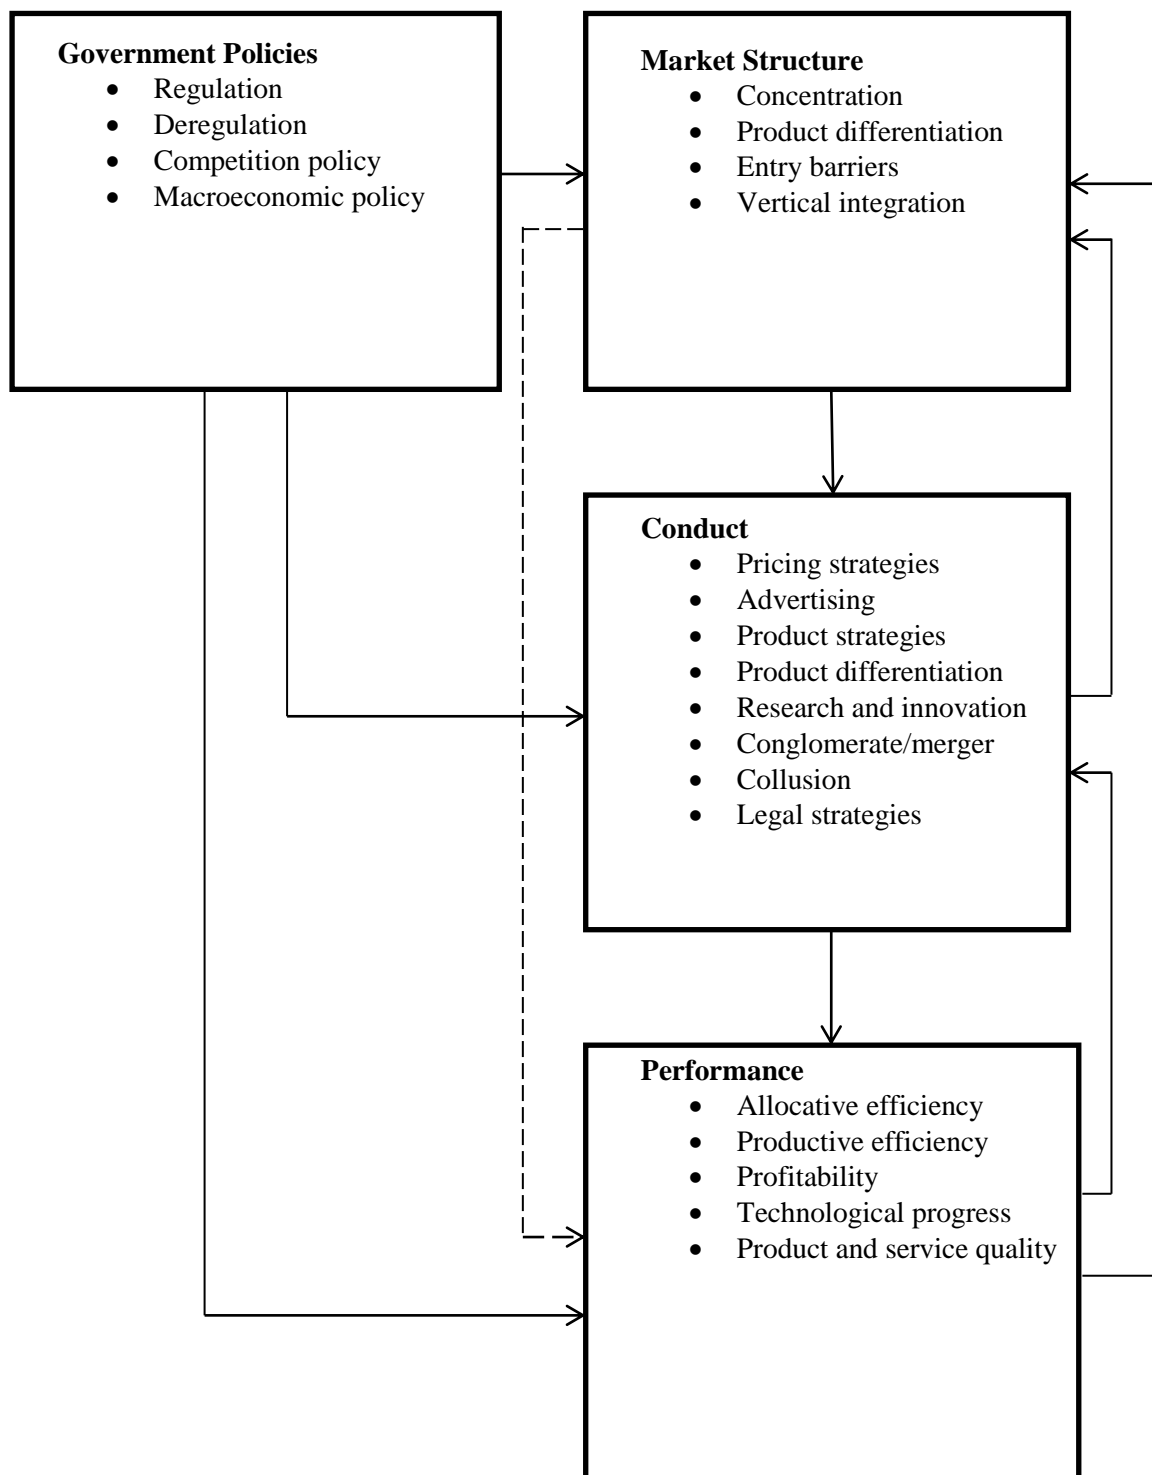 Government Policies
• Regulation
• Deregulation
• Competition policy
• Macroeconomic policy
Market Structure
• Concentration
• Product differentiation
• Entry barriers
• Vertical integration
Conduct
• Pricing strategies
• Advertising
• Product strategies
• Product differentiation
• Research and innovation
• Conglomerate/merger
• Collusion
• Legal strategies
Performance
• Allocative efficiency
• Productive efficiency
• Profitability
• Technological progress
• Product and service quality